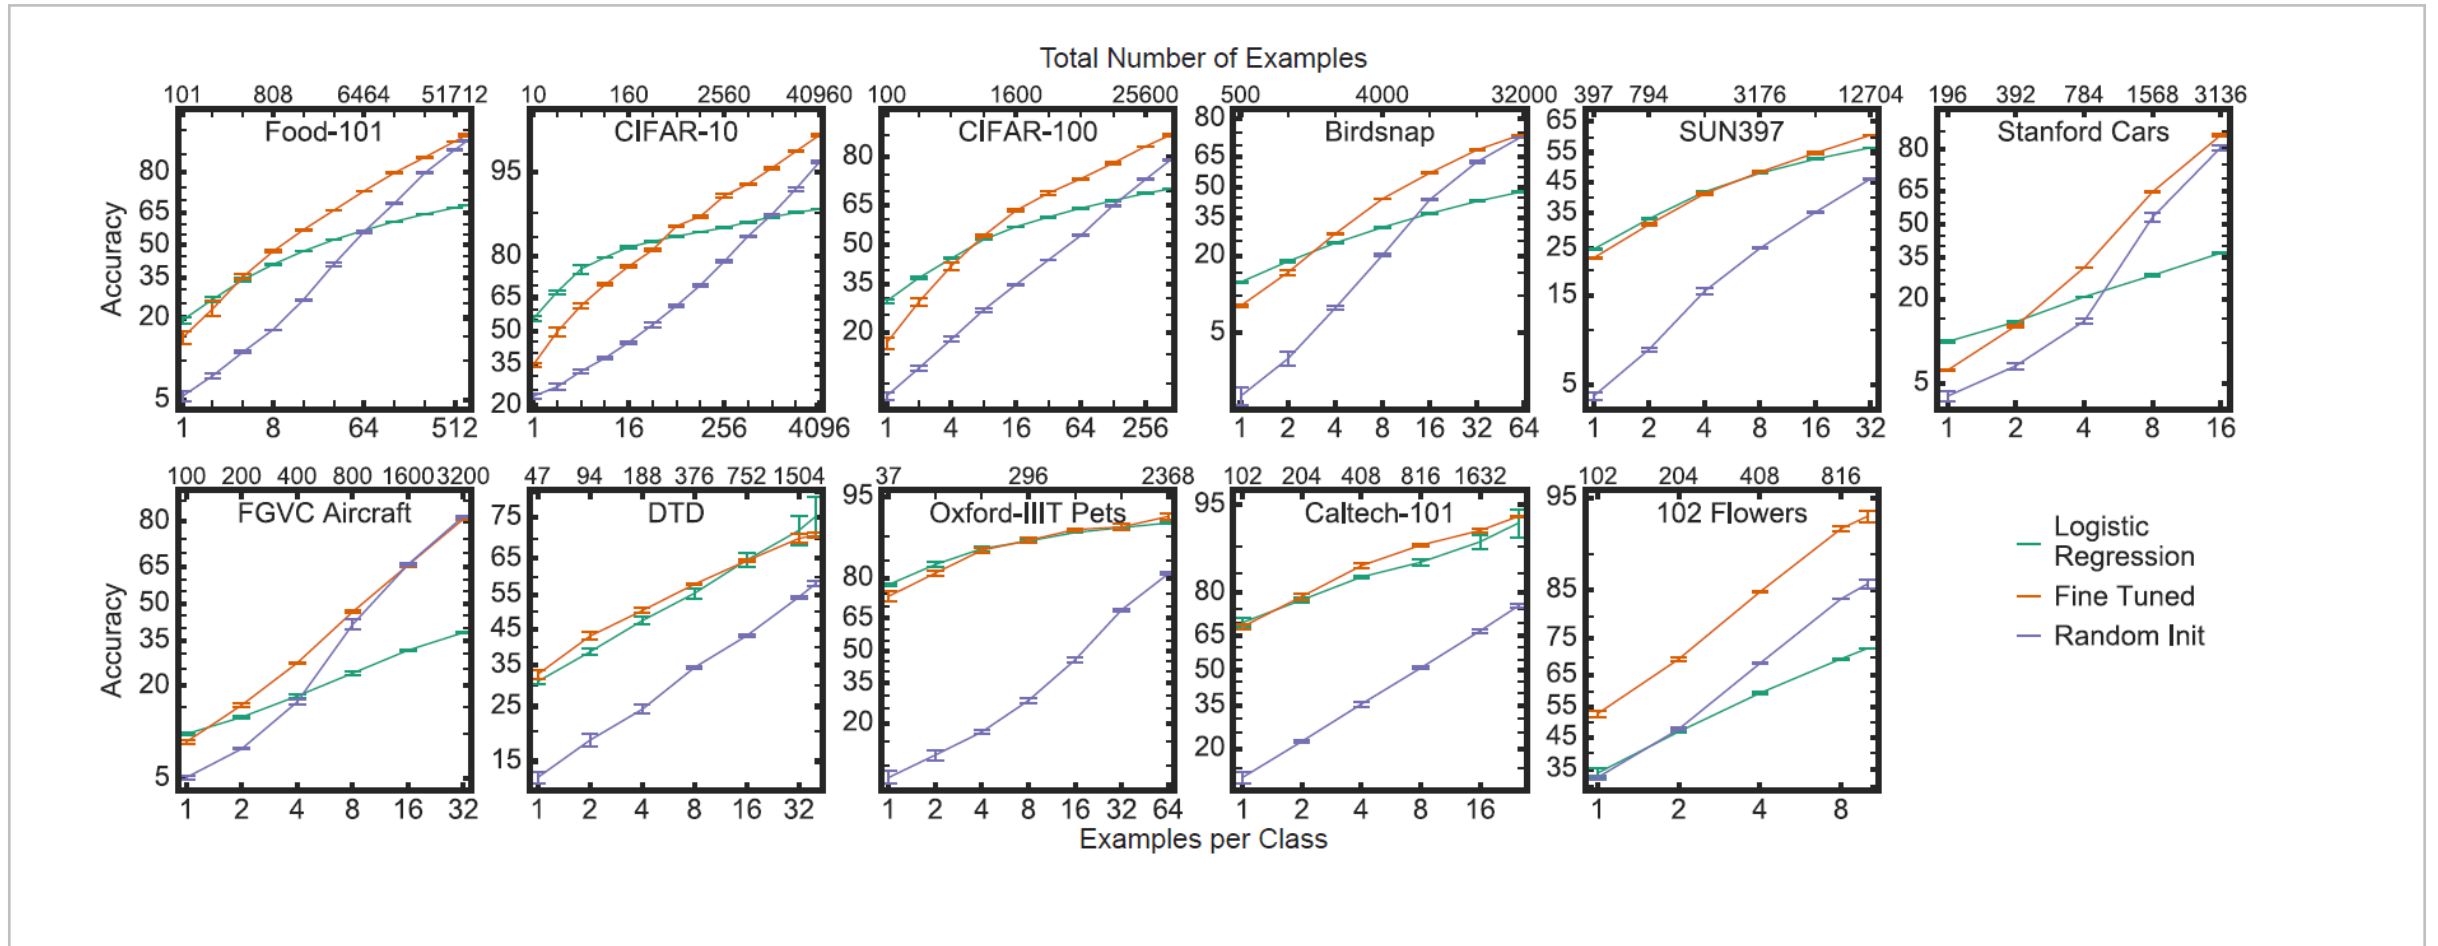 Total Number of Examples
101 808 6464 51712
10 160 2560 40960
100 1600 25600
500 4000 32000
397 794 3176 12704
196 392 784 1568 3136
Food-101
CIFAR-10
CIFAR-100
Birdsnap
SUN397
Stanford Cars
Accuracy
80
65
50
35
20
5
95
80
65
50
35
20
80
65
50
35
20
80
65
50
35
20
5
65
55
45
35
25
15
5
80
65
50
35
20
5
1 8 64 512
1 16 256 4096
1 4 16 64 256
1 2 4 8 16 32 64
1 2 4 8 16 32
1 2 4 8 16
100 200 400 800 1600 3200
47 94 188 376 752 1504
37 296 2368
102 204 408 816 1632
102 204 408 816
FGVC Aircraft
DTD
Oxford-IIIT Pets
Caltech-101
102 Flowers
Accuracy
80
65
50
35
20
5
75
65
55
45
35
25
15
95
80
65
50
35
20
95
80
65
50
35
20
95
85
75
65
55
45
35
1 2 4 8 16 32
1 2 4 8 16 32
1 2 4 8 16 32 64
1 2 4 8 16
1 2 4 8
Examples per Class
Logistic
Regression
Fine Tuned
Random Init